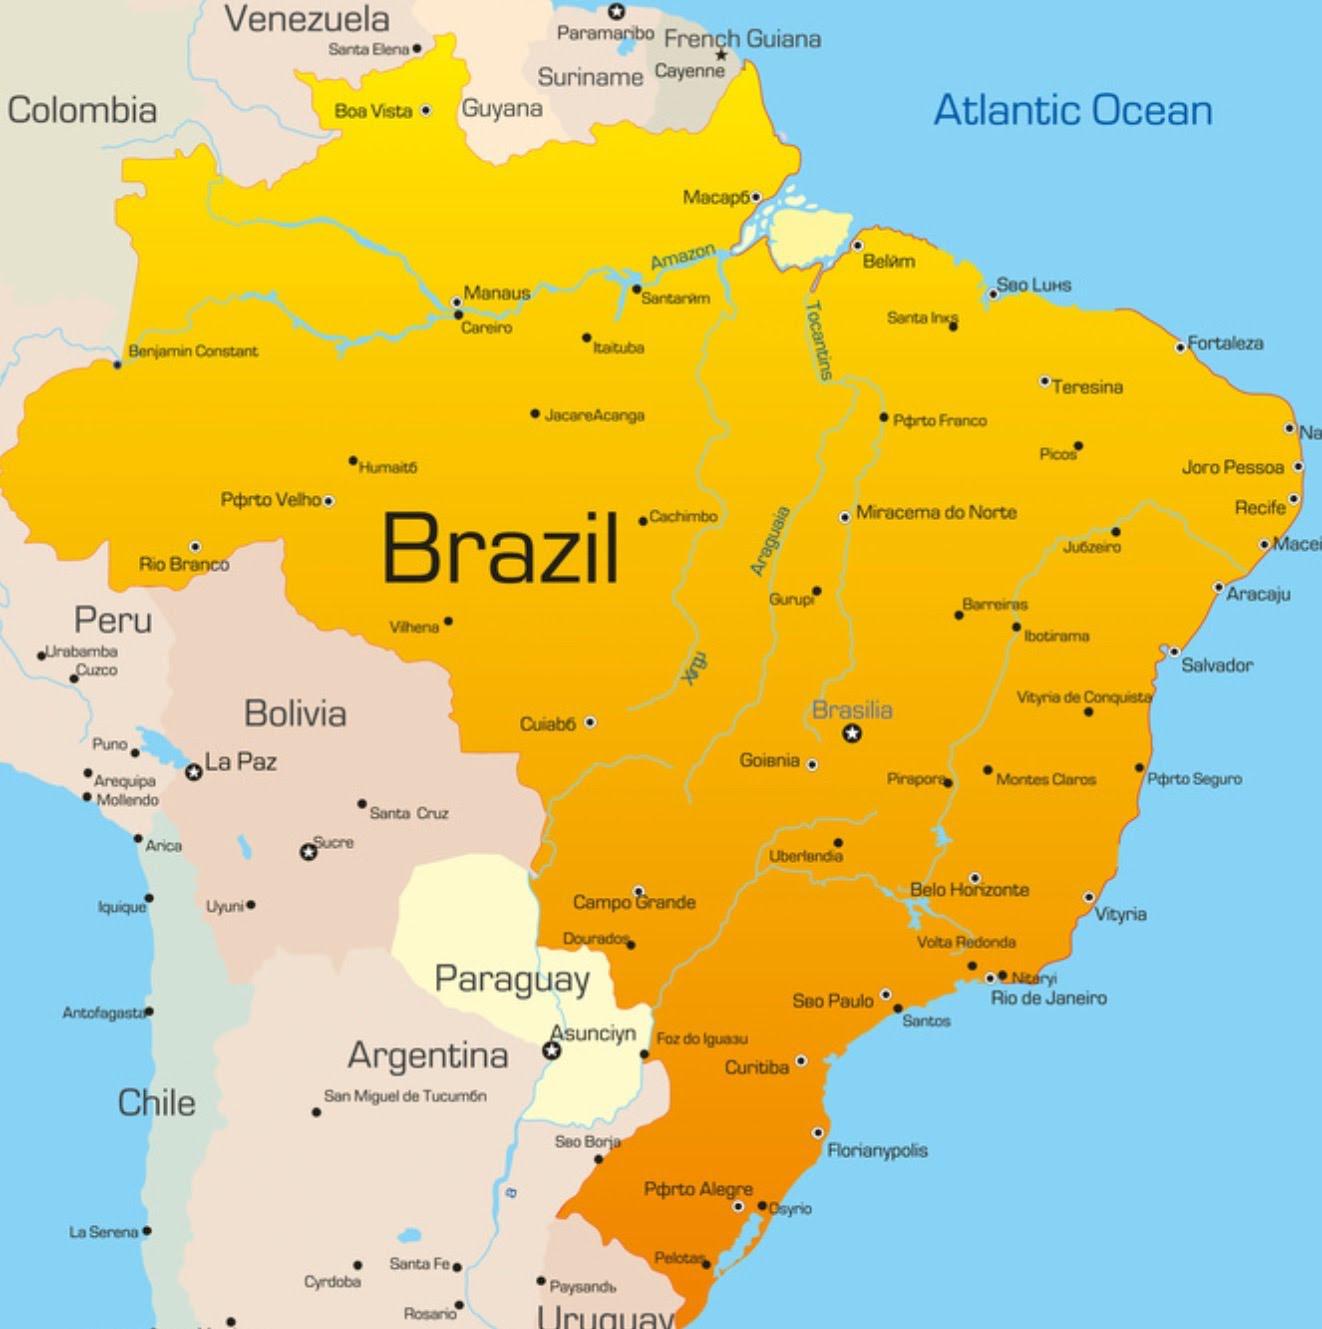 Venezuela
Santa Elena
Paramaribo
French Guiana
Cayenne
Suriname
Colombia
Boa Vista
Guyana
Atlantic Ocean
Macapб
Amazon
Belйm
Manaus
Careiro
Santarйm
Sвo Luнs
Santa Inкs
Itaituba
Tocantins
Benjamin Constant
Fortaleza
Teresina
JacareAcanga
Pфrto Franco
Na
Picos
Joro Pessoa
Humaitб
Pфrto Velho
Recife
Cachimbo
Miracema do Norte
Brazil
Araguaia
Juбzeiro
Macei
Rio Branco
Gurupi
Aracaju
Barreiras
Peru
Vilhena
Ibotirama
Urabamba
Cuzco
Xirgu
Salvador
Vityria de Conquista
Bolivia
Cuiabб
Brasilia
Puno
La Paz
Goiвnia
Arequipa
Mollendo
Pirapora
Montes Claros
Pфrto Seguro
Santa Cruz
Arica
Sucre
Uberlвndia
Iquique
Uyuni
Campo Grande
Belo Horizonte
Vityria
Dourados
Volta Redonda
Paraguay
Niteryi
Sвo Paulo
Rio de Janeiro
Antofagasta
Santos
Asunciyn
Foz do Iguaзu
Argentina
Curitiba
Chile
San Miguel de Tucumбn
Sвo Borja
Florianypolis
Pфrto Alegre
Osyrio
a
La Serena
Pelotas
Santa Fe
Cyrdoba
Paysandъ
Rosario
Uruguay